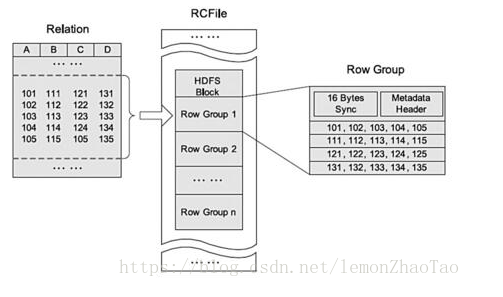 Relation
A B C D
... ...
101 111 121 131
102 112 122 132
103 113 123 133
104 114 124 134
105 115 105 135
... ...
RCFile
... ...
HDFS
Block
Row Group 1
Row Group 2
... ...
Row Group n
... ...
Row Group
16 Bytes
Sync
Metadata
Header
101, 102, 103, 104, 105
111, 112, 113, 114, 115
121, 122, 123, 124, 125
131, 132, 133, 134, 135
https://blog.csdn.net/lemonZhaoTao